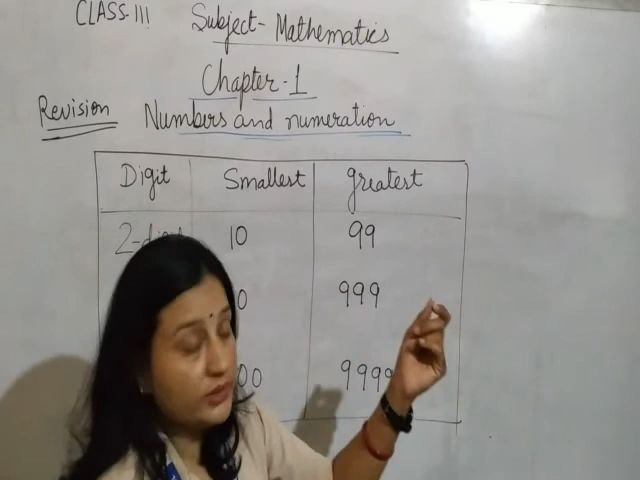 CLASS-III Subject- Mathematics
Chapter-1
Revision Numbers and numeration
Digit Smallest greatest
2- 10 99
0 999
00 9999